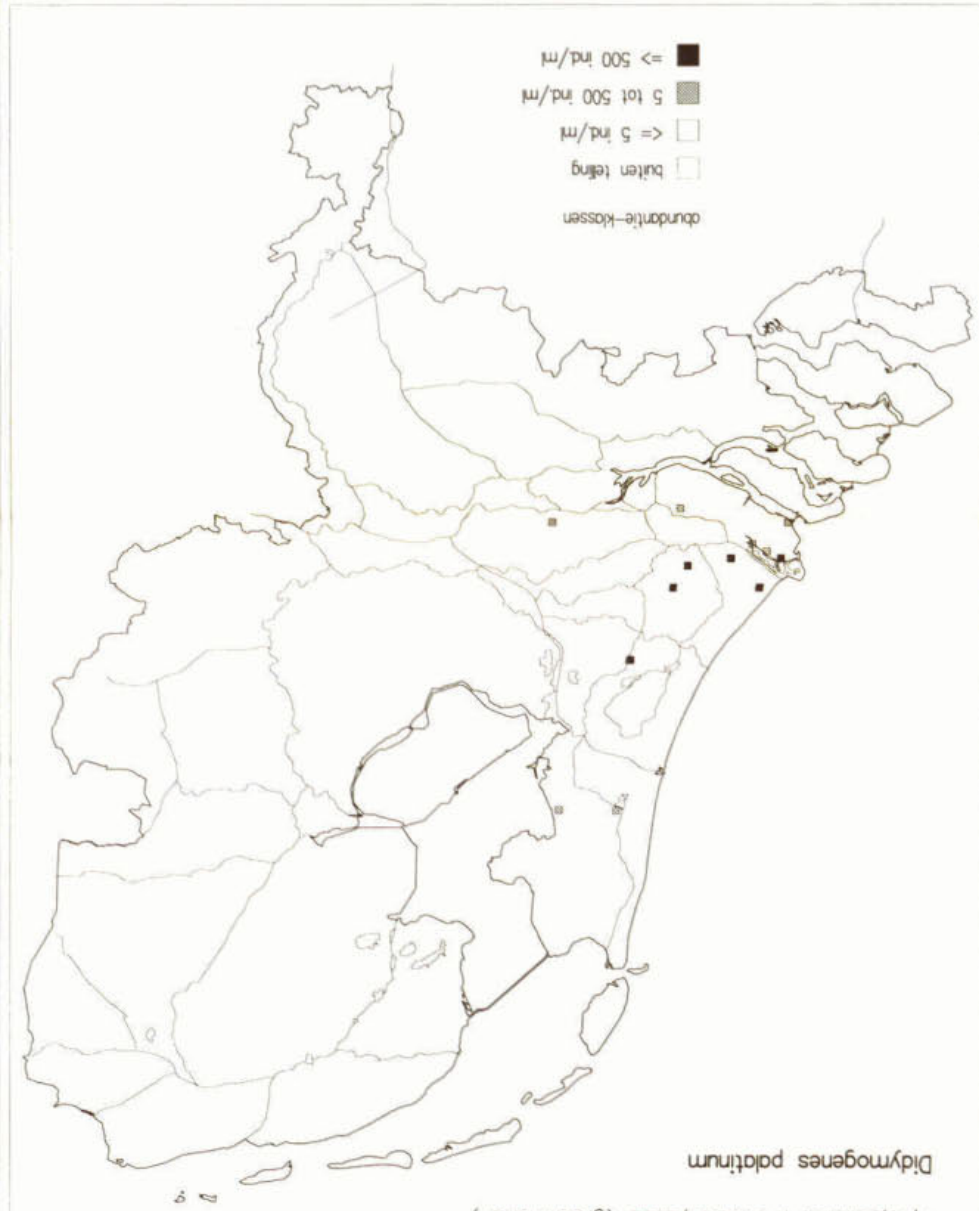 Didymogenes palatinum
abundantie-klassen
buiten telling
<= 5 ind/ml
5 tot 500 ind/ml
=> 500 ind/ml